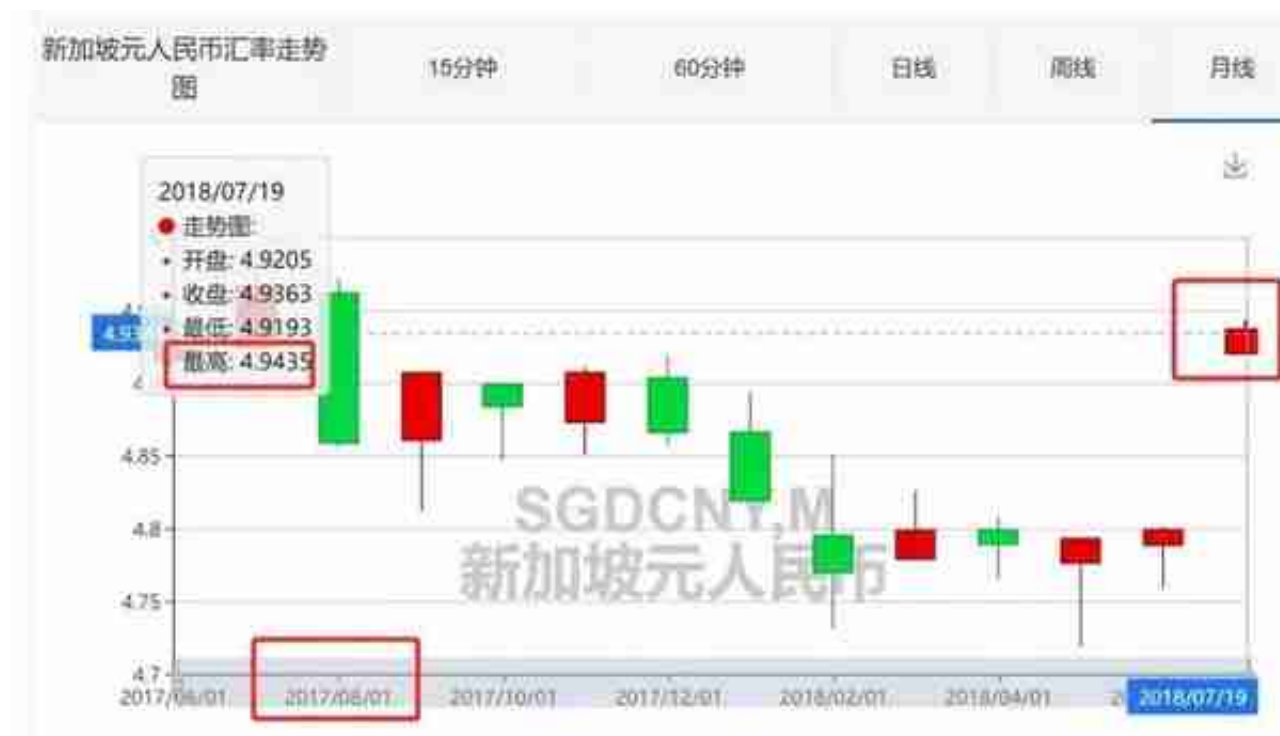 新加坡元人民币汇率走势
图
15分钟
60分钟
日线
周线
月线
2018/07/19
走势图:
开盘: 4.9205
收盘: 4.9363
最低: 4.9193
最高: 4.9435
4.85
4.8
4.75
4.7
SGDCNY,M
新加坡元人民币
2017/06/01
2017/08/01
2017/10/01
2017/12/01
2018/02/01
2018/04/01
2018/07/19